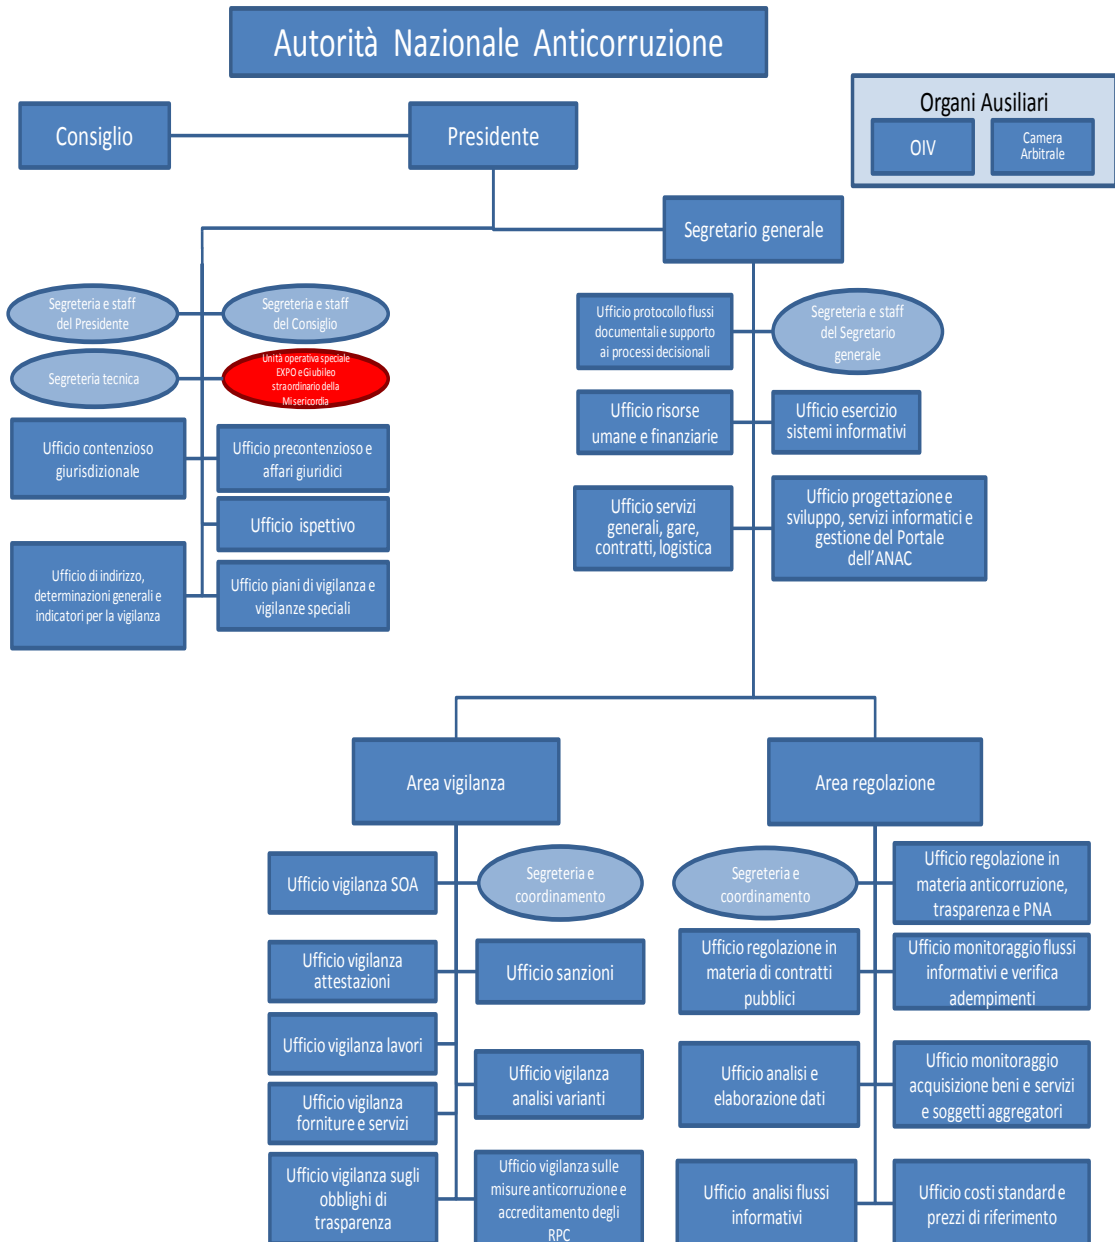 Autorità Nazionale Anticorruzione
Organi Ausiliari
OIV
Camera
Arbitrale
Consiglio
Presidente
Segretario generale
Segreteria e staff
del Presidente
Segreteria e staff
del Consiglio
Segreteria tecnica
Unità operativa speciale
EXPO e Giubileo
straordinario della
Misericordia
Ufficio contenzioso
giurisdizionale
Ufficio precontenzioso e
affari giuridici
Ufficio ispettivo
Ufficio di indirizzo,
determinazioni generali e
indicatori per la vigilanza
Ufficio piani di vigilanza e
vigilanze speciali
Ufficio protocollo flussi
documentali e supporto
ai processi decisionali
Segreteria e staff
del Segretario
generale
Ufficio risorse
umane e finanziarie
Ufficio esercizio
sistemi informativi
Ufficio servizi
generali, gare,
contratti, logistica
Ufficio progettazione e
sviluppo, servizi informatici e
gestione del Portale
dell'ANAC
Area vigilanza
Area regolazione
Ufficio vigilanza SOA
Segreteria e
coordinamento
Ufficio vigilanza
attestazioni
Ufficio sanzioni
Ufficio vigilanza lavori
Ufficio vigilanza
analisi varianti
Ufficio vigilanza
forniture e servizi
Ufficio vigilanza sugli
obblighi di
trasparenza
Ufficio vigilanza sulle
misure anticorruzione e
accreditamento degli
RPC
Segreteria e
coordinamento
Ufficio regolazione in
materia anticorruzione,
trasparenza e PNA
Ufficio regolazione in
materia di contratti
pubblici
Ufficio monitoraggio flussi
informativi e verifica
adempimenti
Ufficio analisi e
elaborazione dati
Ufficio monitoraggio
acquisizione beni e servizi
e soggetti aggregatori
Ufficio analisi flussi
informativi
Ufficio costi standard e
prezzi di riferimento